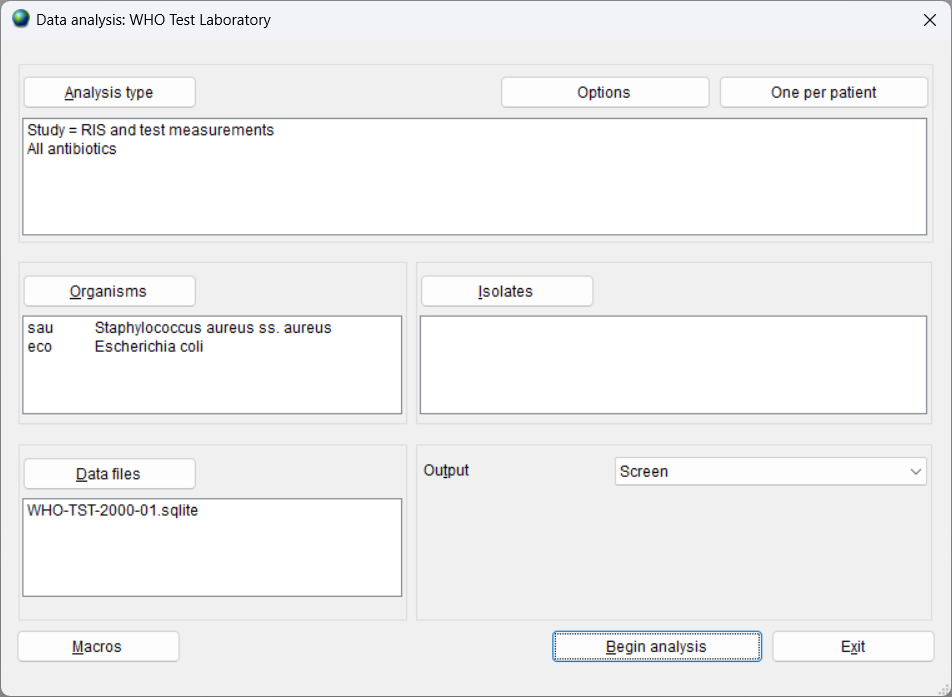 Data analysis: WHO Test Laboratory
Analysis type
Options
One per patient
Study = RIS and test measurements
All antibiotics
Organisms
Isolates
sau Staphylococcus aureus ss. aureus
eco Escherichia coli
Data files
Output
Screen
WHO-TST-2000-01.sqlite
Macros
Begin analysis
Exit